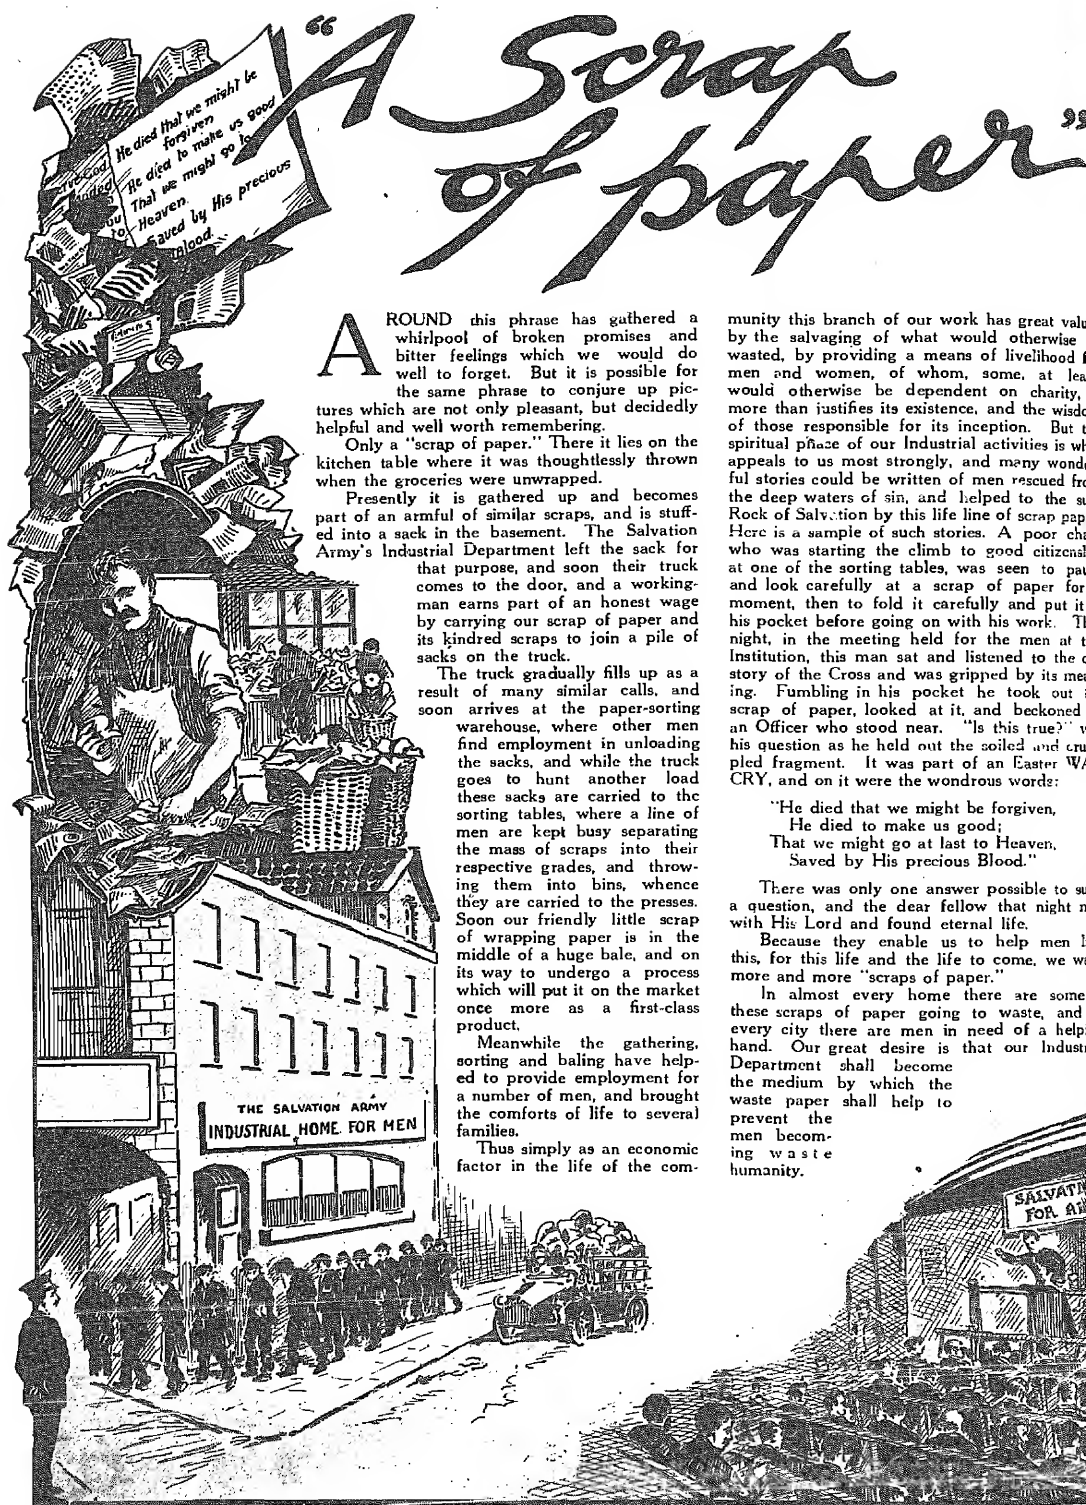 "A Scrap
of paper"
He died that we might be
forgiven
He died to make us good
That we might go to
Heaven.
Saved by His precious
Blood.
AROUND this phrase has gathered a
whirlpool of broken promises and
bitter feelings which we would do
well to forget. But it is possible for
the same phrase to conjure up pic-
tures which are not only pleasant, but decidedly
helpful and well worth remembering.
Only a "scrap of paper." There it lies on the
kitchen table where it was thoughtlessly thrown
when the groceries were unwrapped.
Presently it is gathered up and becomes
part of an armful of similar scraps, and is stuff-
ed into a sack in the basement. The Salvation
Army's Industrial Department left the sack for
that purpose, and soon their truck
comes to the door, and a working-
man earns part of an honest wage
by carrying our scrap of paper and
its kindred scraps to join a pile of
sacks on the truck.
The truck gradually fills up as a
result of many similar calls, and
soon arrives at the paper-sorting
warehouse, where other men
find employment in unloading
the sacks, and while the truck
goes to hunt another load
these sacks are carried to the
sorting tables, where a line of
men are kept busy separating
the mass of scraps into their
respective grades, and throw-
ing them into bins, whence
they are carried to the presses.
Soon our friendly little scrap
of wrapping paper is in the
middle of a huge bale, and on
its way to undergo a process
which will put it on the market
once more as a first-class
product.
Meanwhile the gathering,
sorting and baling have help-
ed to provide employment for
a number of men, and brought
the comforts of life to several
families.
Thus simply as an economic
factor in the life of the com-
munity this branch of our work has great
by the salvaging of what would otherwise
wasted, by providing a means of livelihood
men and women, of whom, some, at
would otherwise be dependent on charity,
more than justifies its existence, and the
of those responsible for its inception. But
spiritual phase of our Industrial activities is
appeals to us most strongly, and many
ful stories could be written of men rescued
the deep waters of sin, and helped to the
Rock of Salvation by this life line of scrap
Here is a sample of such stories. A poor
who was starting the climb to good
at one of the sorting tables, was seen to
and look carefully at a scrap of paper for
moment, then to fold it carefully and put
his pocket before going on with his work.
night, in the meeting held for the men at
Institution, this man sat and listened to the
story of the Cross and was gripped by its
ing. Fumbling in his pocket he took out
scrap of paper, looked at it, and beckoned
an Officer who stood near. "Is this true?"
his question as he held out the soiled and
pled fragment. It was part of an Easter
CRY, and on it were the wondrous words:
"He died that we might be forgiven,
He died to make us good;
That we might go at last to Heaven,
Saved by His precious Blood."
There was only one answer possible to
a question, and the dear fellow that night
with His Lord and found eternal life.
Because they enable us to help men
this, for this life and the life to come, we
more and more "scraps of paper."
In almost every home there are some
these scraps of paper going to waste, and
every city there are men in need of a
hand. Our great desire is that our
Department shall become
the medium by which the
waste paper shall help to
prevent the
men becom-
ing waste
humanity.
THE SALVATION ARMY
INDUSTRIAL HOME FOR MEN
FOR